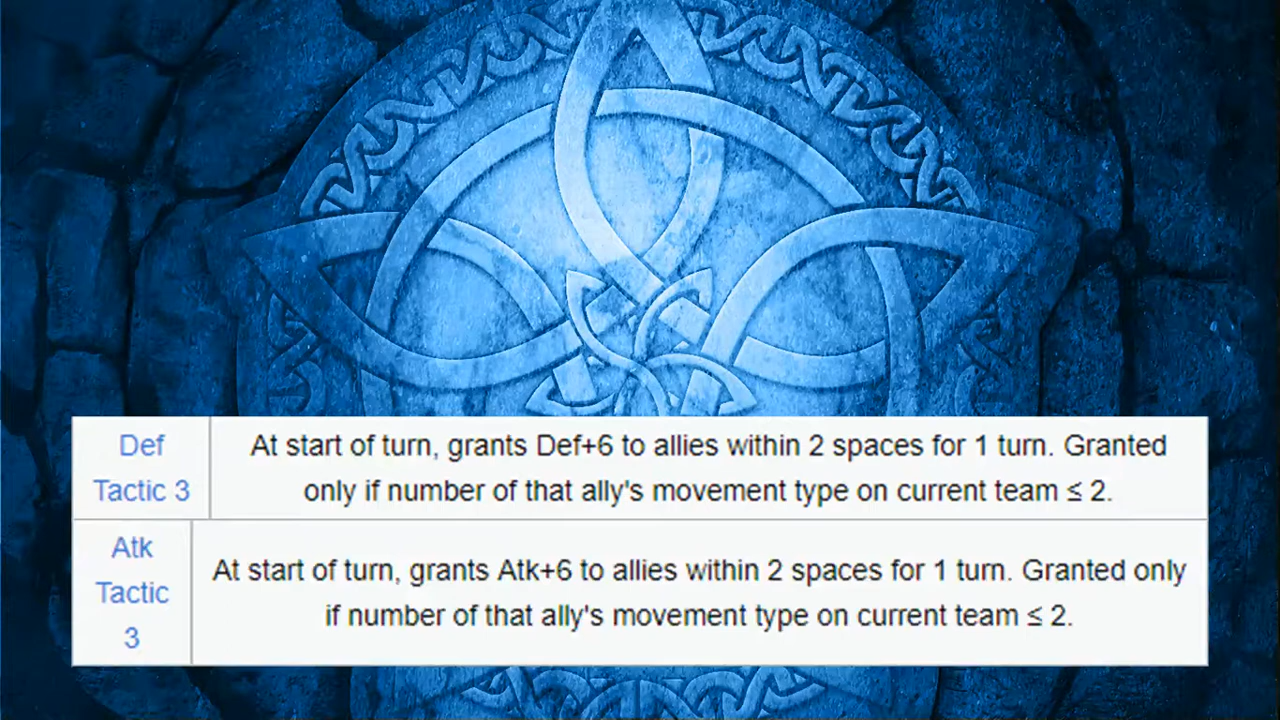 Def
Tactic 3
At start of turn, grants Def+6 to allies within 2 spaces for 1 turn. Granted
only if number of that ally's movement type on current team ≤ 2.
Atk
Tactic
3
At start of turn, grants Atk+6 to allies within 2 spaces for 1 turn. Granted only
if number of that ally's movement type on current team ≤ 2.